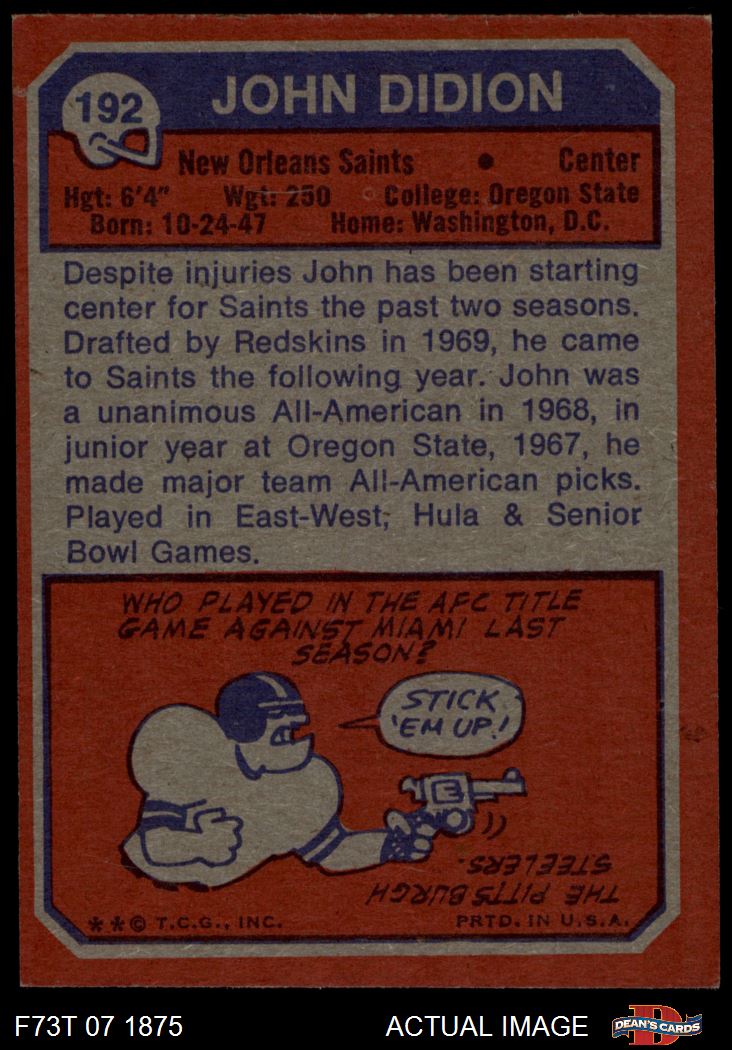 192
JOHN DIDION
New Orleans Saints • Center
Hgt: 6'4" Wgt: 250 College: Oregon State
Born: 10-24-47 Home: Washington, D.C.
Despite injuries John has been starting
center for Saints the past two seasons.
Drafted by Redskins in 1969, he came
to Saints the following year. John was
a unanimous All-American in 1968, in
junior year at Oregon State, 1967, he
made major team All-American picks.
Played in East-West; Hula & Senior
Bowl Games.
WHO PLAYED IN THE AFC TITLE
GAME AGAINST MIAMI LAST
SEASON?
STICK
'EM UP!
THE PITTSBURGH
STEELERS.
**© T.C.G., INC. PRTD. IN U.S.A.
F73T 07 1875 ACTUAL IMAGE
D
DEAN'S CARDS